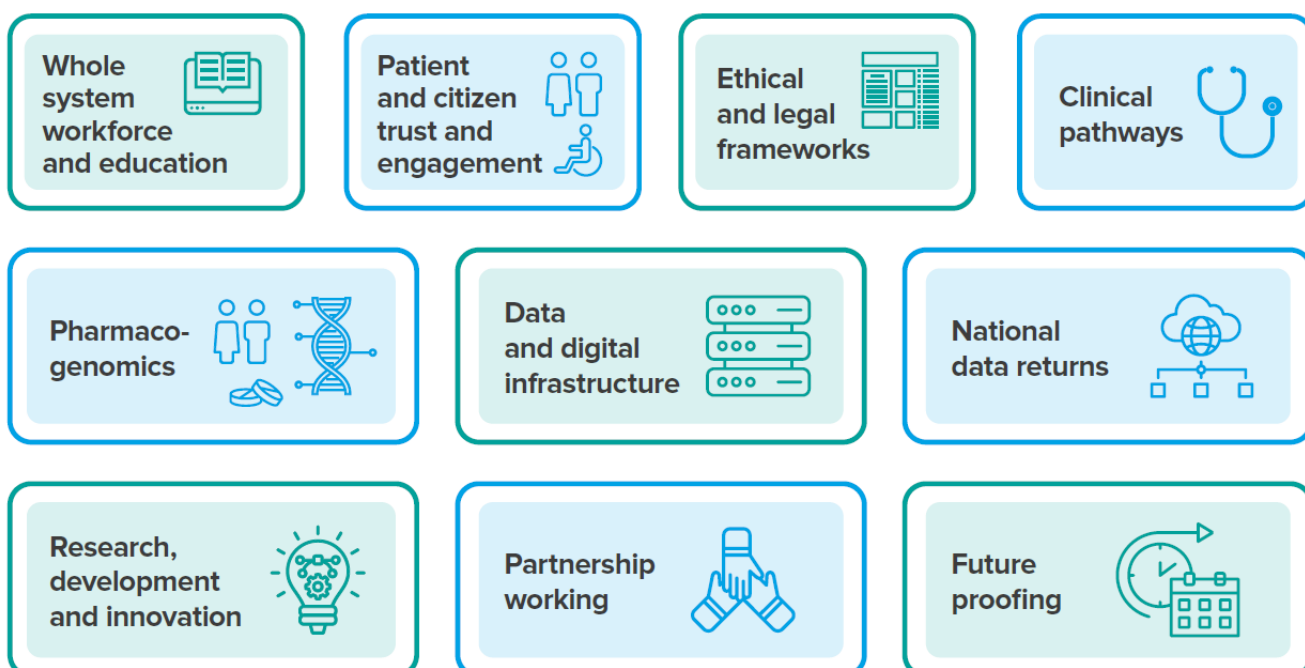 Whole
system
workforce
and education
Patient
and citizen
trust and
engagement
Ethical
and legal
frameworks
Clinical
pathways
Pharmaco-
genomics
Data
and digital
infrastructure
National
data returns
Research,
development
and innovation
Partnership
working
Future
proofing